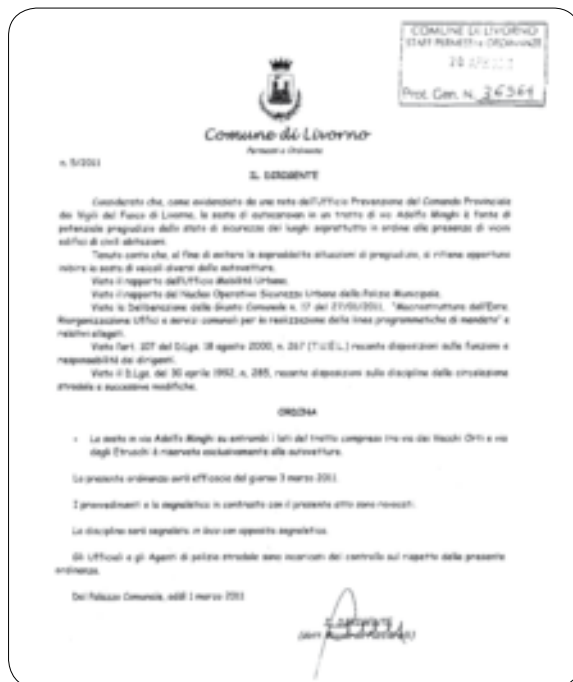 COMUNE DI LIVORNO
STAFF PERMESSI e ORDINANZE
Prot. Gen. N. 36364
Comune di Livorno
Permessi e Ordinanze
n. 5/2011
IL DIRIGENTE
Considerato che, come evidenziato da una nota dell'Ufficio Prevenzione del Comando Provinciale
dei Vigili del Fuoco di Livorno, la sosta di autocaravan in un tratto di via Adolfo Minghi è fonte di
potenziale pregiudizio dello stato di sicurezza dei luoghi soprattutto in ordine alla presenza di vicini
edifici di civili abitazioni.
Tenuto conto che, al fine di evitare le sopraddette situazioni di pregiudizio, si ritiene opportuno
inibire la sosta di veicoli diversi dalle autovetture.
Visto il rapporto dell'Ufficio Mobilità Urbana.
Visto il rapporto del Nucleo Operativo Sicurezza Urbana della Polizia Municipale.
Vista la Deliberazione della Giunta Comunale n. 17 del 27/01/2011, "Macrostruttura dell'Ente.
Riorganizzazione Uffici e servizi comunali per la realizzazione delle linee programmatiche di mandato" e
relativi allegati.
Visto l'art. 107 del D.Lgs. 18 agosto 2000, n. 267 (T.U.E.L.) recante disposizioni sulle funzioni e
responsabilità dei dirigenti.
Visto il D.Lgs. del 30 aprile 1992, n. 285, recante disposizioni sulla disciplina della circolazione
stradale e successive modifiche.
ORDINA
- La sosta in via Adolfo Minghi su entrambi i lati del tratto compreso tra via dei Vecchi Orti e via
degli Etruschi è riservata esclusivamente alle autovetture.
La presente ordinanza sarà efficace dal giorno 3 marzo 2011.
I provvedimenti e la segnaletica in contrasto con il presente atto sono revocati.
La disciplina sarà segnalata in loco con apposita segnaletica.
Gli Ufficiali e gli Agenti di polizia stradale sono incaricati del controllo sul rispetto della presente
ordinanza.
Dal Palazzo Comunale, addì 1 marzo 2011